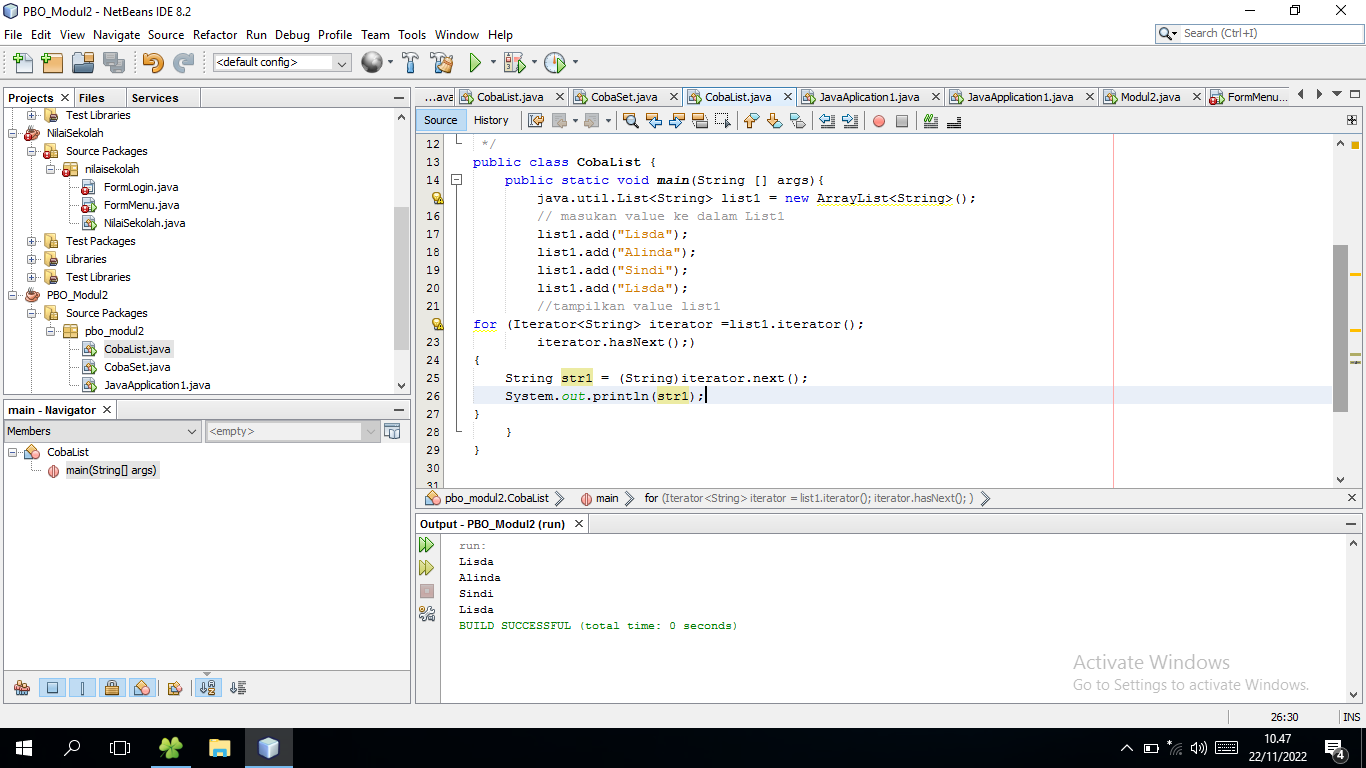 PBO_Modul2 - NetBeans IDE 8.2
File Edit View Navigate Source Refactor Run Debug Profile Team Tools Window Help
Search (Ctrl+I)
<default config>
Projects Files Services
Test Libraries
NilaiSekolah
Source Packages
nilaisekolah
FormLogin.java
FormMenu.java
NilaiSekolah.java
Test Packages
Libraries
Test Libraries
PBO_Modul2
Source Packages
pbo_modul2
CobaList.java
CobaSet.java
JavaApplication1.java
main - Navigator
Members <empty>
CobaList
main(String[] args)
...ava CobaList.java CobaSet.java CobaList.java JavaAplication1.java JavaApplication1.java Modul2.java FormMenu...
Source History
12 */
13 public class CobaList {
14 public static void main(String [] args){
java.util.List<String> list1 = new ArrayList<String>();
16 // masukan value ke dalam List1
17 list1.add("Lisda");
18 list1.add("Alinda");
19 list1.add("Sindi");
20 list1.add("Lisda");
21 //tampilkan value list1
for (Iterator<String> iterator =list1.iterator();
23 iterator.hasNext();)
24 {
25 String str1 = (String)iterator.next();
26 System.out.println(str1);
27 }
28 }
29 }
30
31
pbo_modul2.CobaList main for (Iterator<String> iterator = list1.iterator(); iterator.hasNext(); )
Output - PBO_Modul2 (run)
run:
Lisda
Alinda
Sindi
Lisda
BUILD SUCCESSFUL (total time: 0 seconds)
Activate Windows
Go to Settings to activate Windows.
26:30 INS
10.47
22/11/2022
4